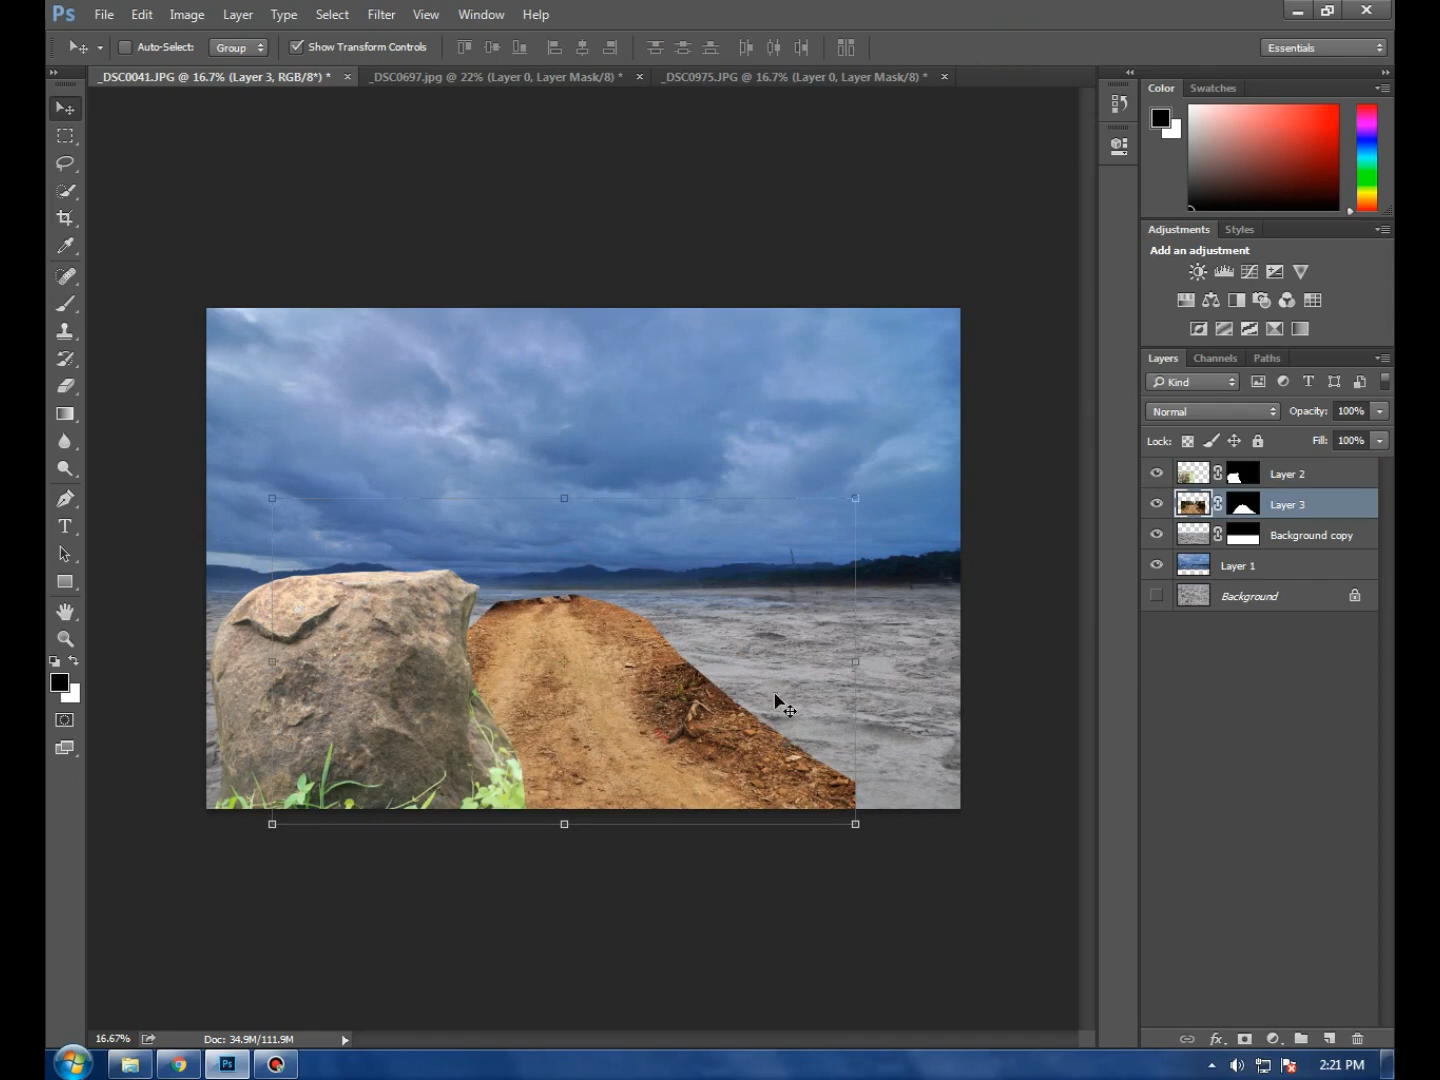 Ps File Edit Image Layer Type Select Filter View Window Help
Auto-Select: Group Show Transform Controls Essentials
_DSC0041.JPG @ 16.7% (Layer 3, RGB/8*) * _DSC0697.jpg @ 22% (Layer 0, Layer Mask/8) * _DSC0975.JPG @ 16.7% (Layer 0, Layer Mask/8) *
Color Swatches
Adjustments Styles
Add an adjustment
Layers Channels Paths
Kind
Normal Opacity: 100%
Lock: Fill: 100%
Layer 2
Layer 3
Background copy
Layer 1
Background
16.67% Doc: 34.9M/111.9M
fx
Ps 2:21 PM